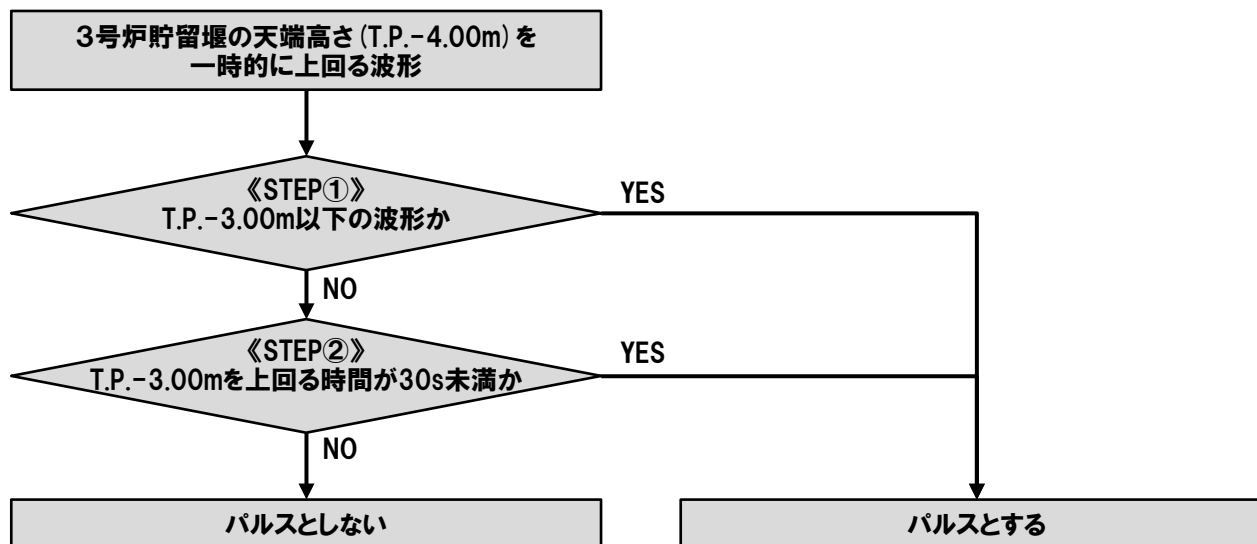 3号炉貯留堰の天端高さ(T.P.-4.00m)を
一時的に上回る波形
《STEP①》
T.P.-3.00m以下の波形か
YES
NO
《STEP②》
T.P.-3.00mを上回る時間が30s未満か
YES
NO
パルスとしない
パルスとする